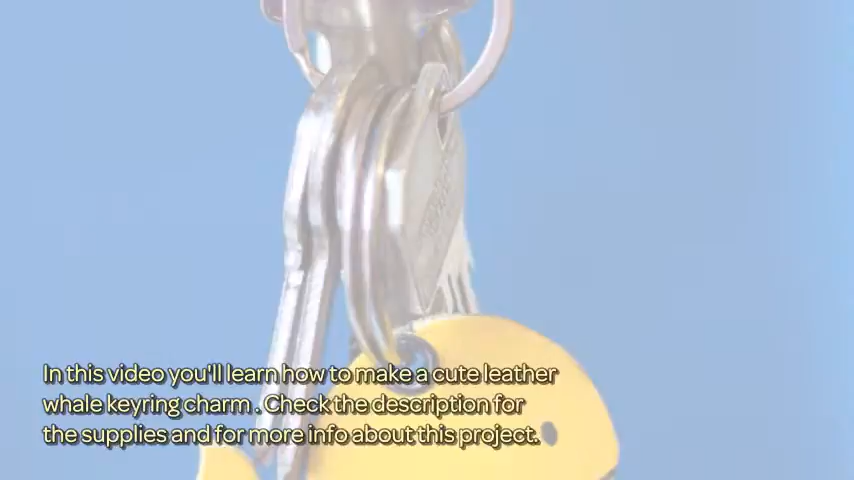 In this video you'll learn how to make a cute leather
whale keyring charm . Check the description for
the supplies and for more info about this project.